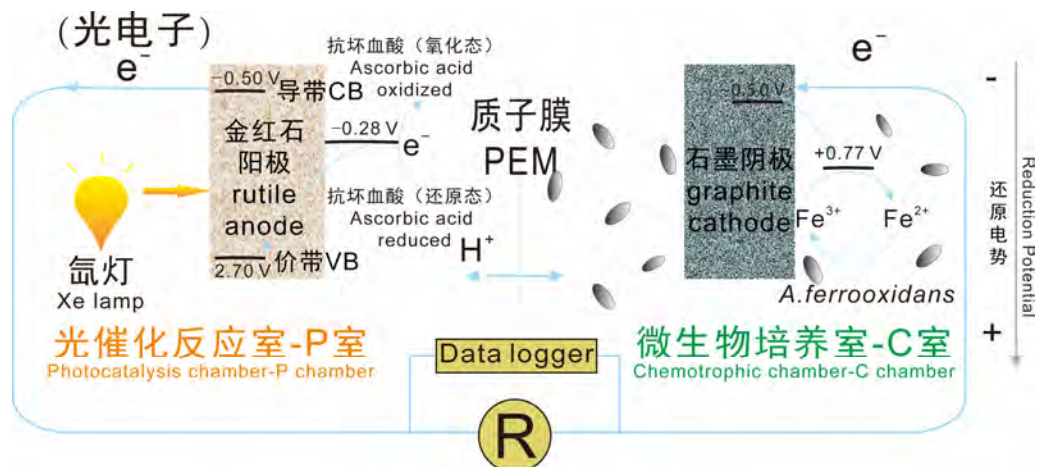 (光电子)
e⁻
−0.50 V
导带CB
金红石
阳极
rutile
anode
2.70 V
价带VB
抗坏血酸（氧化态）
Ascorbic acid
oxidized
−0.28 V
e⁻
抗坏血酸（还原态）
Ascorbic acid
reduced
H⁺
质子膜
PEM
氙灯
Xe lamp
光催化反应室-P室
Photocatalysis chamber-P chamber
e⁻
−0.50 V
石墨阴极
graphite
cathode
+0.77 V
Fe³⁺
Fe²⁺
A.ferrooxidans
微生物培养室-C室
Chemotrophic chamber-C chamber
-
还原电势
Reduction Potential
+
Data logger
R